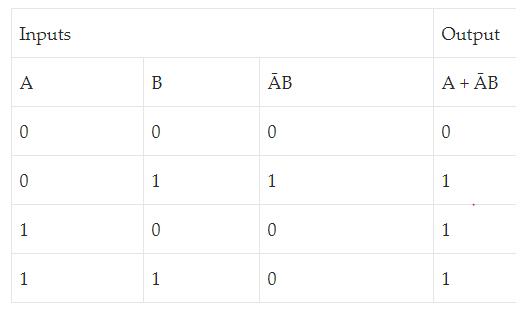 Inputs Output
A B ĀB A + ĀB
0 0 0 0
0 1 1 1
1 0 0 1
1 1 0 1